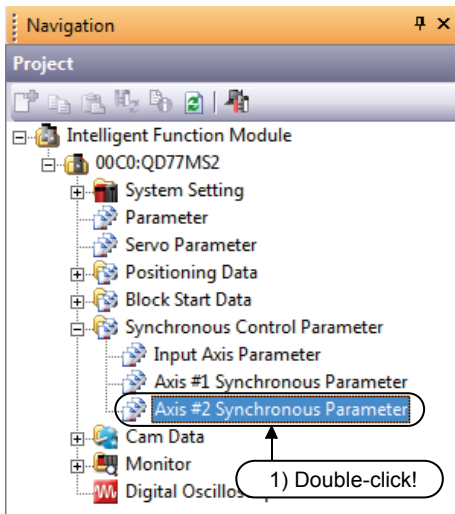 Navigation
Project
Intelligent Function Module
00C0:QD77MS2
System Setting
Parameter
Servo Parameter
Positioning Data
Block Start Data
Synchronous Control Parameter
Input Axis Parameter
Axis #1 Synchronous Parameter
Axis #2 Synchronous Parameter
Cam Data
Monitor
1) Double-click!
Digital